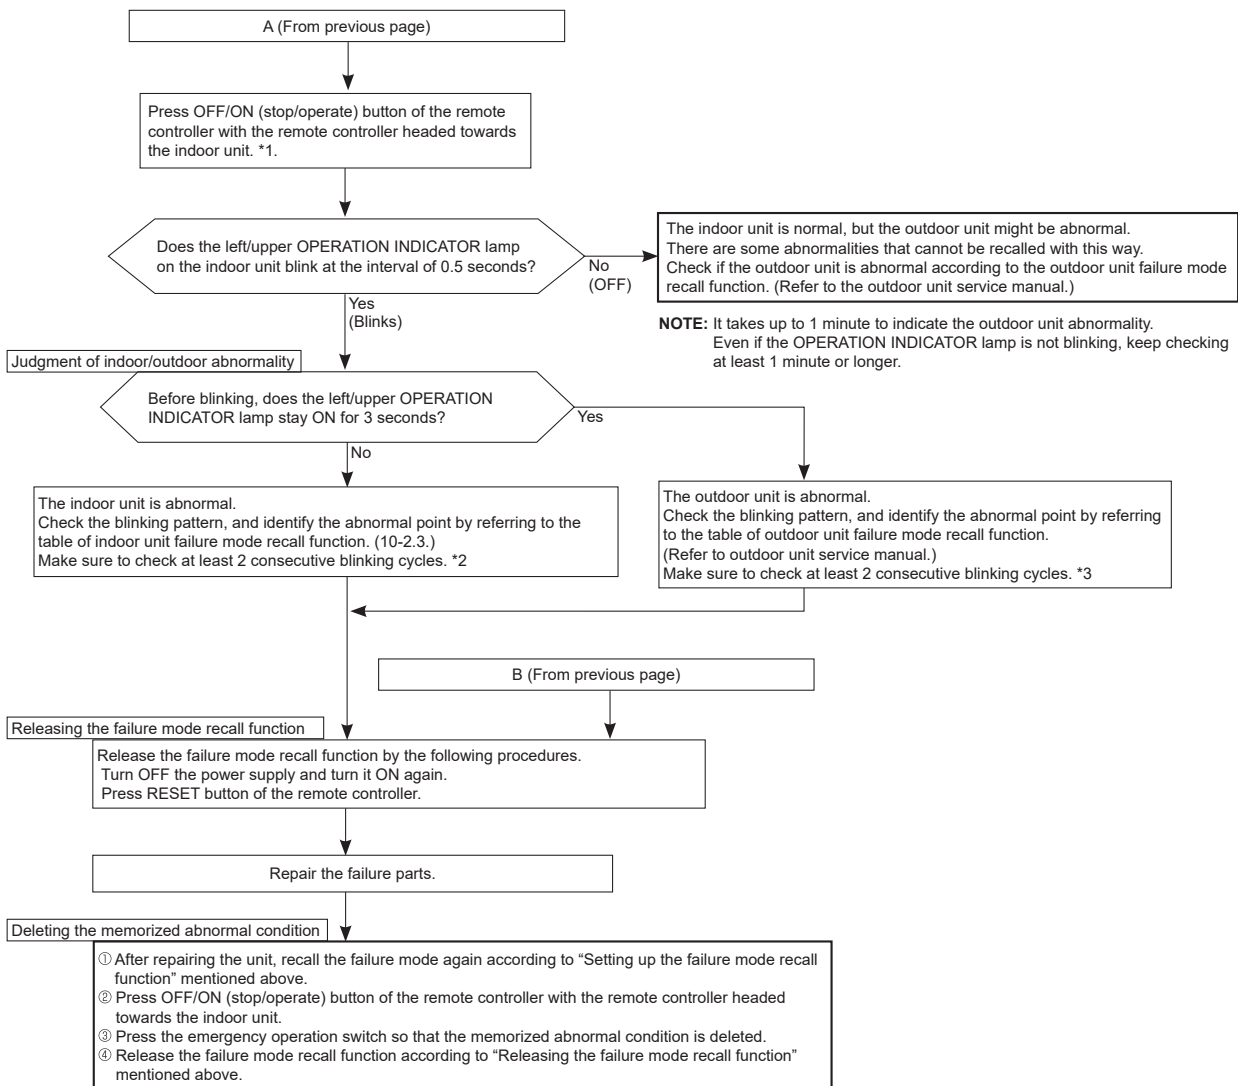 A (From previous page)
Press OFF/ON (stop/operate) button of the remote
controller with the remote controller headed towards
the indoor unit. *1.
Does the left/upper OPERATION INDICATOR lamp
on the indoor unit blink at the interval of 0.5 seconds?
No
(OFF)
The indoor unit is normal, but the outdoor unit might be abnormal.
There are some abnormalities that cannot be recalled with this way.
Check if the outdoor unit is abnormal according to the outdoor unit failure mode
recall function. (Refer to the outdoor unit service manual.)
NOTE: It takes up to 1 minute to indicate the outdoor unit abnormality.
Even if the OPERATION INDICATOR lamp is not blinking, keep checking
at least 1 minute or longer.
Yes
(Blinks)
Judgment of indoor/outdoor abnormality
Before blinking, does the left/upper OPERATION
INDICATOR lamp stay ON for 3 seconds?
Yes
No
The indoor unit is abnormal.
Check the blinking pattern, and identify the abnormal point by referring to the
table of indoor unit failure mode recall function. (10-2.3.)
Make sure to check at least 2 consecutive blinking cycles. *2
The outdoor unit is abnormal.
Check the blinking pattern, and identify the abnormal point by referring
to the table of outdoor unit failure mode recall function.
(Refer to outdoor unit service manual.)
Make sure to check at least 2 consecutive blinking cycles. *3
B (From previous page)
Releasing the failure mode recall function
Release the failure mode recall function by the following procedures.
Turn OFF the power supply and turn it ON again.
Press RESET button of the remote controller.
Repair the failure parts.
Deleting the memorized abnormal condition
① After repairing the unit, recall the failure mode again according to “Setting up the failure mode recall
function” mentioned above.
② Press OFF/ON (stop/operate) button of the remote controller with the remote controller headed
towards the indoor unit.
③ Press the emergency operation switch so that the memorized abnormal condition is deleted.
④ Release the failure mode recall function according to “Releasing the failure mode recall function”
mentioned above.